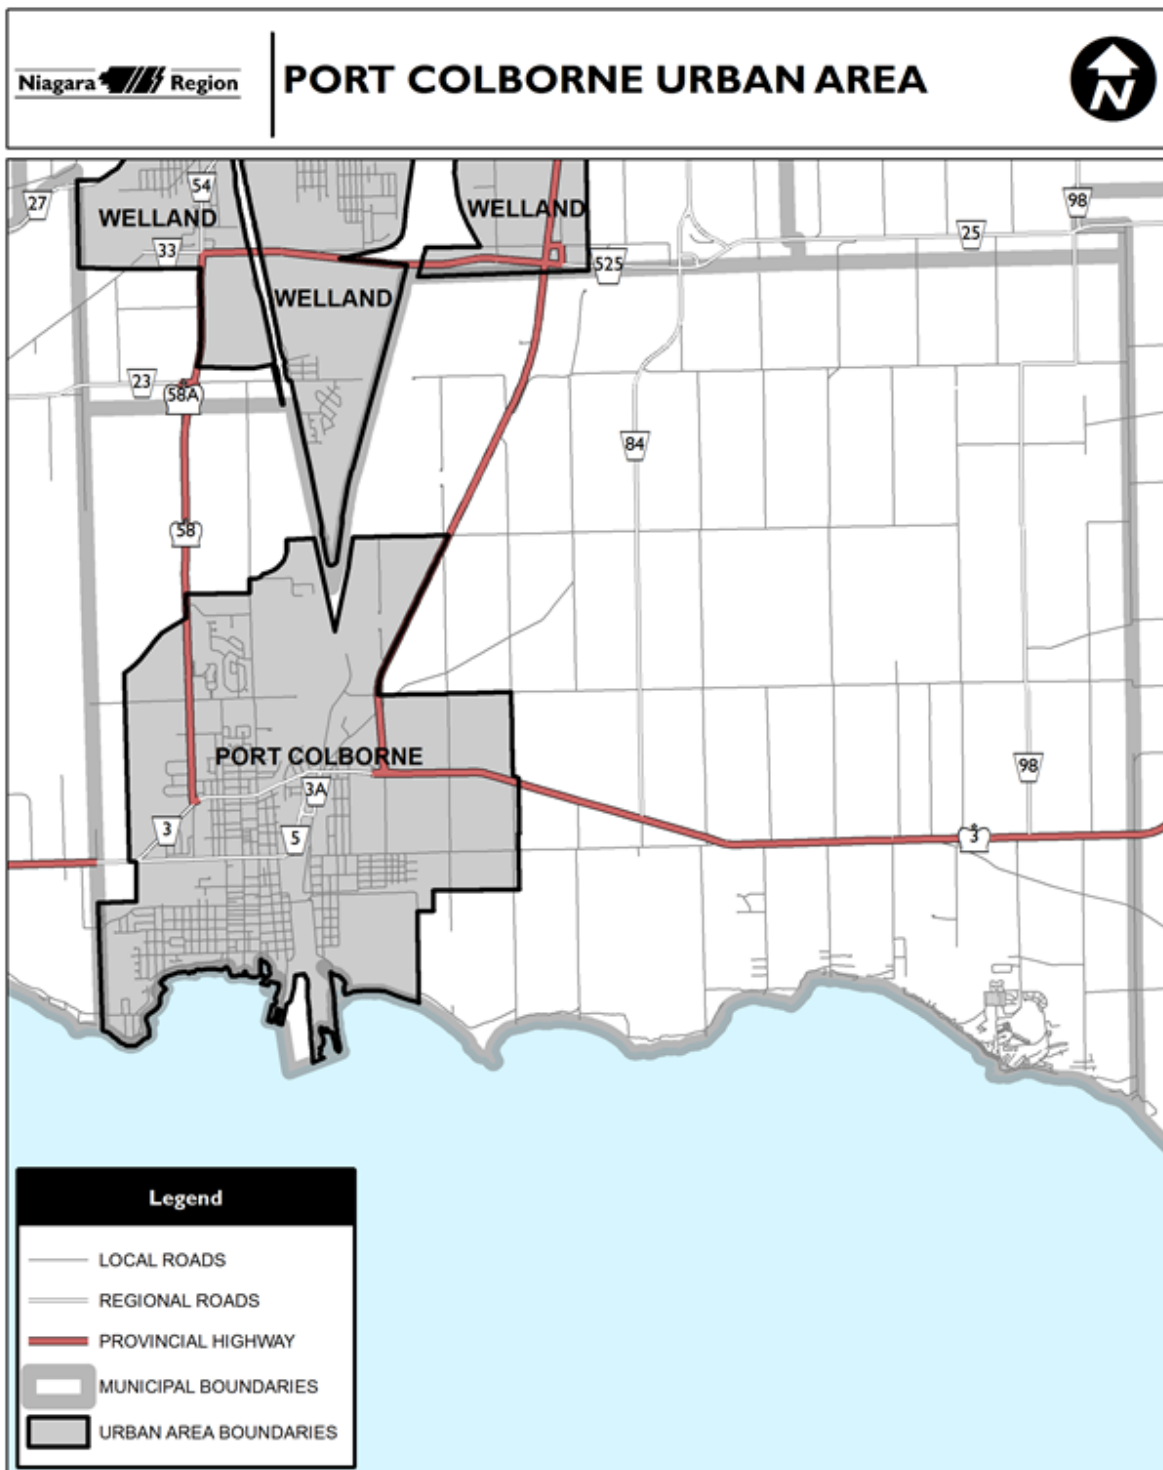 Niagara Region
PORT COLBORNE URBAN AREA
N
54
27
WELLAND
WELLAND
98
33
25
525
WELLAND
23
58A
84
58
PORT COLBORNE
98
3A
3
5
3
Legend
LOCAL ROADS
REGIONAL ROADS
PROVINCIAL HIGHWAY
MUNICIPAL BOUNDARIES
URBAN AREA BOUNDARIES